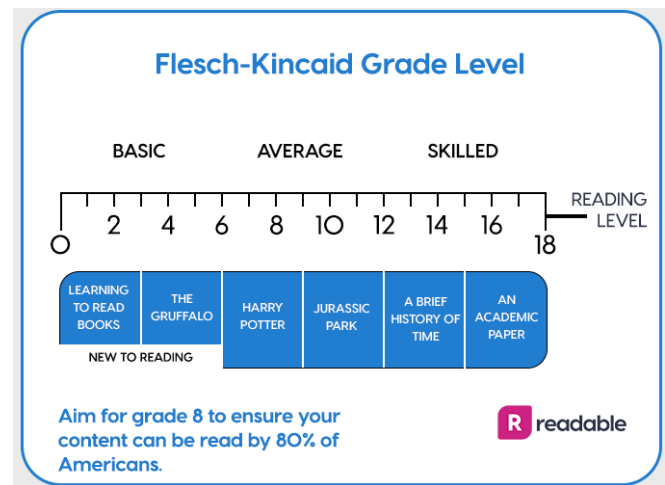 Flesch-Kincaid Grade Level
BASIC AVERAGE SKILLED
READING
LEVEL
0 2 4 6 8 10 12 14 16 18
LEARNING
TO READ
BOOKS
THE
GRUFFALO
HARRY
POTTER
JURASSIC
PARK
A BRIEF
HISTORY OF
TIME
AN
ACADEMIC
PAPER
NEW TO READING
Aim for grade 8 to ensure your
content can be read by 80% of
Americans.
R readable